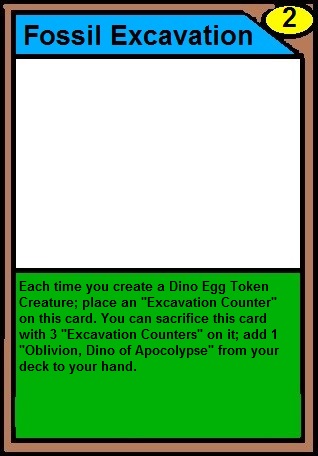 Fossil Excavation
2
Each time you create a Dino Egg Token
Creature; place an "Excavation Counter"
on this card. You can sacrifice this card
with 3 "Excavation Counters" on it; add 1
"Oblivion, Dino of Apocolypse" from your
deck to your hand.